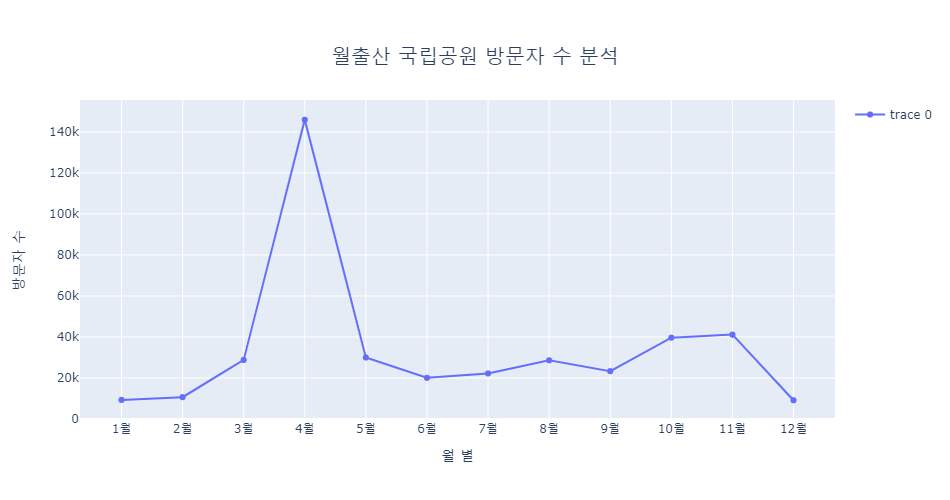 월출산 국립공원 방문자 수 분석
trace 0
방문자 수
140k
120k
100k
80k
60k
40k
20k
0
1월 2월 3월 4월 5월 6월 7월 8월 9월 10월 11월 12월
월 별